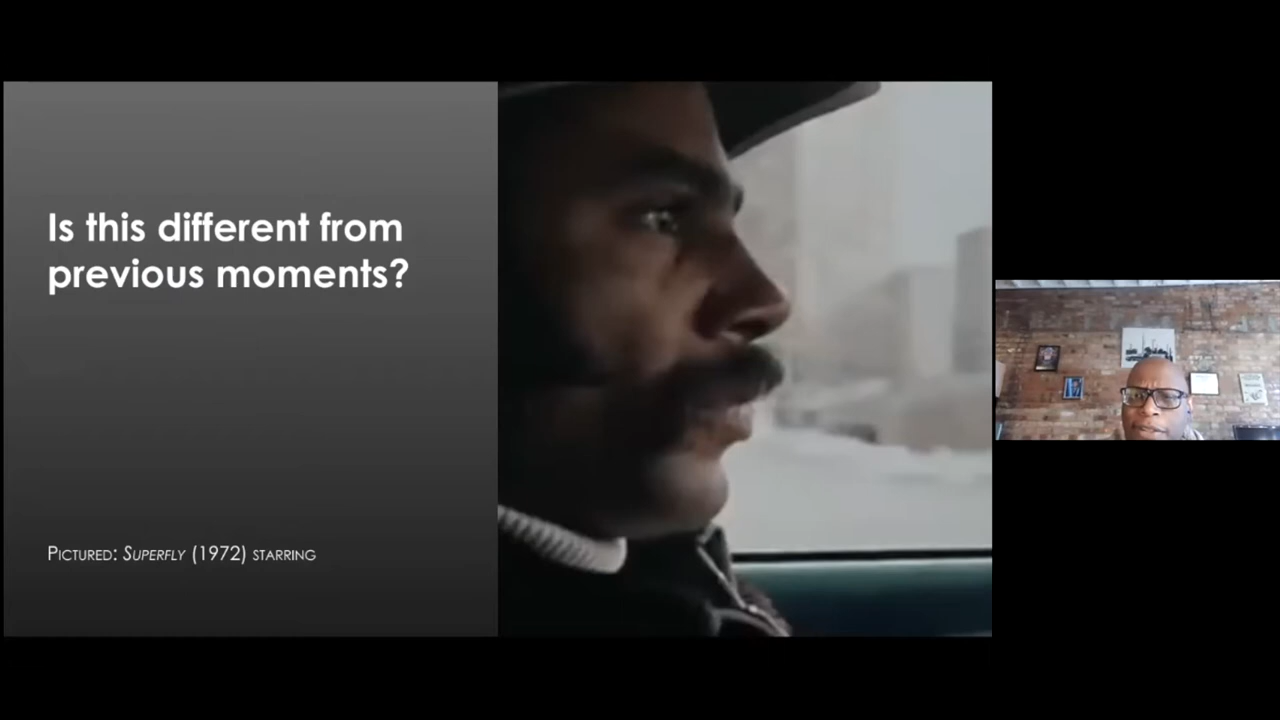 Is this different from
previous moments?
Pictured: Superfly (1972) starring